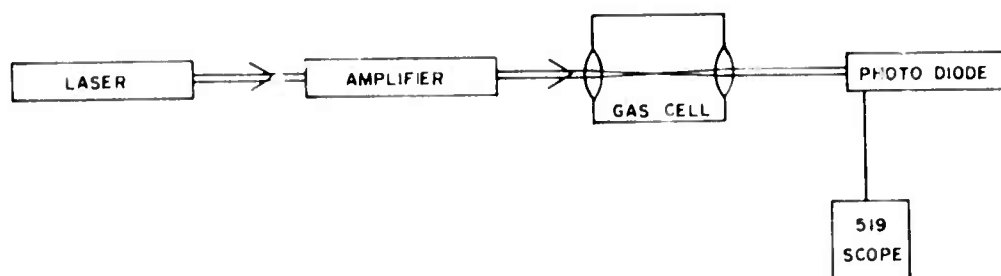 LASER
AMPLIFIER
GAS CELL
PHOTO DIODE
519
SCOPE